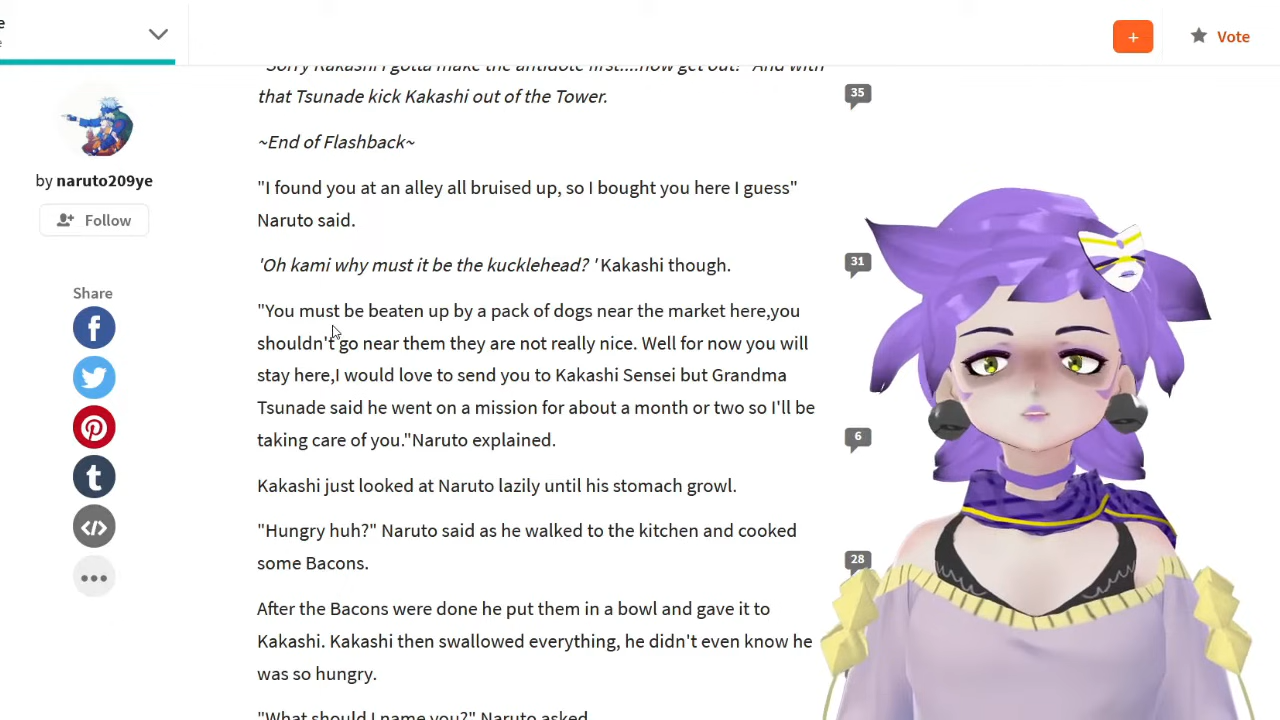 e
Vote
"Sorry Kakashi I gotta make the antidote first....now get out!" And with
that Tsunade kick Kakashi out of the Tower.
35
~End of Flashback~
by naruto209ye
Follow
"I found you at an alley all bruised up, so I bought you here I guess"
Naruto said.
'Oh kami why must it be the kucklehead? 'Kakashi though.
31
Share
"You must be beaten up by a pack of dogs near the market here,you
shouldn't go near them they are not really nice. Well for now you will
stay here,I would love to send you to Kakashi Sensei but Grandma
Tsunade said he went on a mission for about a month or two so I'll be
taking care of you."Naruto explained.
6
Kakashi just looked at Naruto lazily until his stomach growl.
"Hungry huh?" Naruto said as he walked to the kitchen and cooked
some Bacons.
28
After the Bacons were done he put them in a bowl and gave it to
Kakashi. Kakashi then swallowed everything, he didn't even know he
was so hungry.
"What should I name you?" Naruto asked